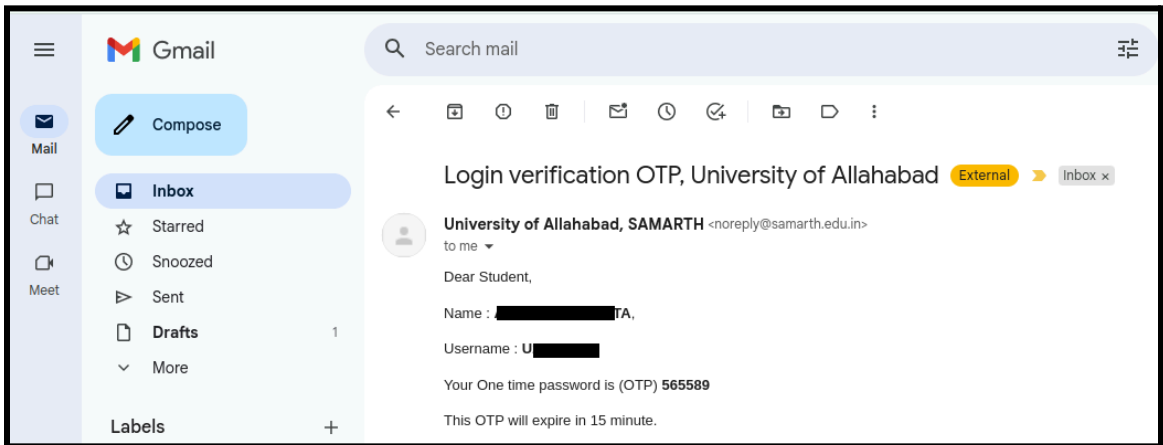 Gmail
Search mail
Compose
Mail
Inbox
Chat
Starred
Snoozed
Meet
Sent
Drafts 1
More
Labels +
Login verification OTP, University of Allahabad External Inbox ×
University of Allahabad, SAMARTH <noreply@samarth.edu.in>
to me
Dear Student,
Name : TA,
Username : U
Your One time password is (OTP) 565589
This OTP will expire in 15 minute.